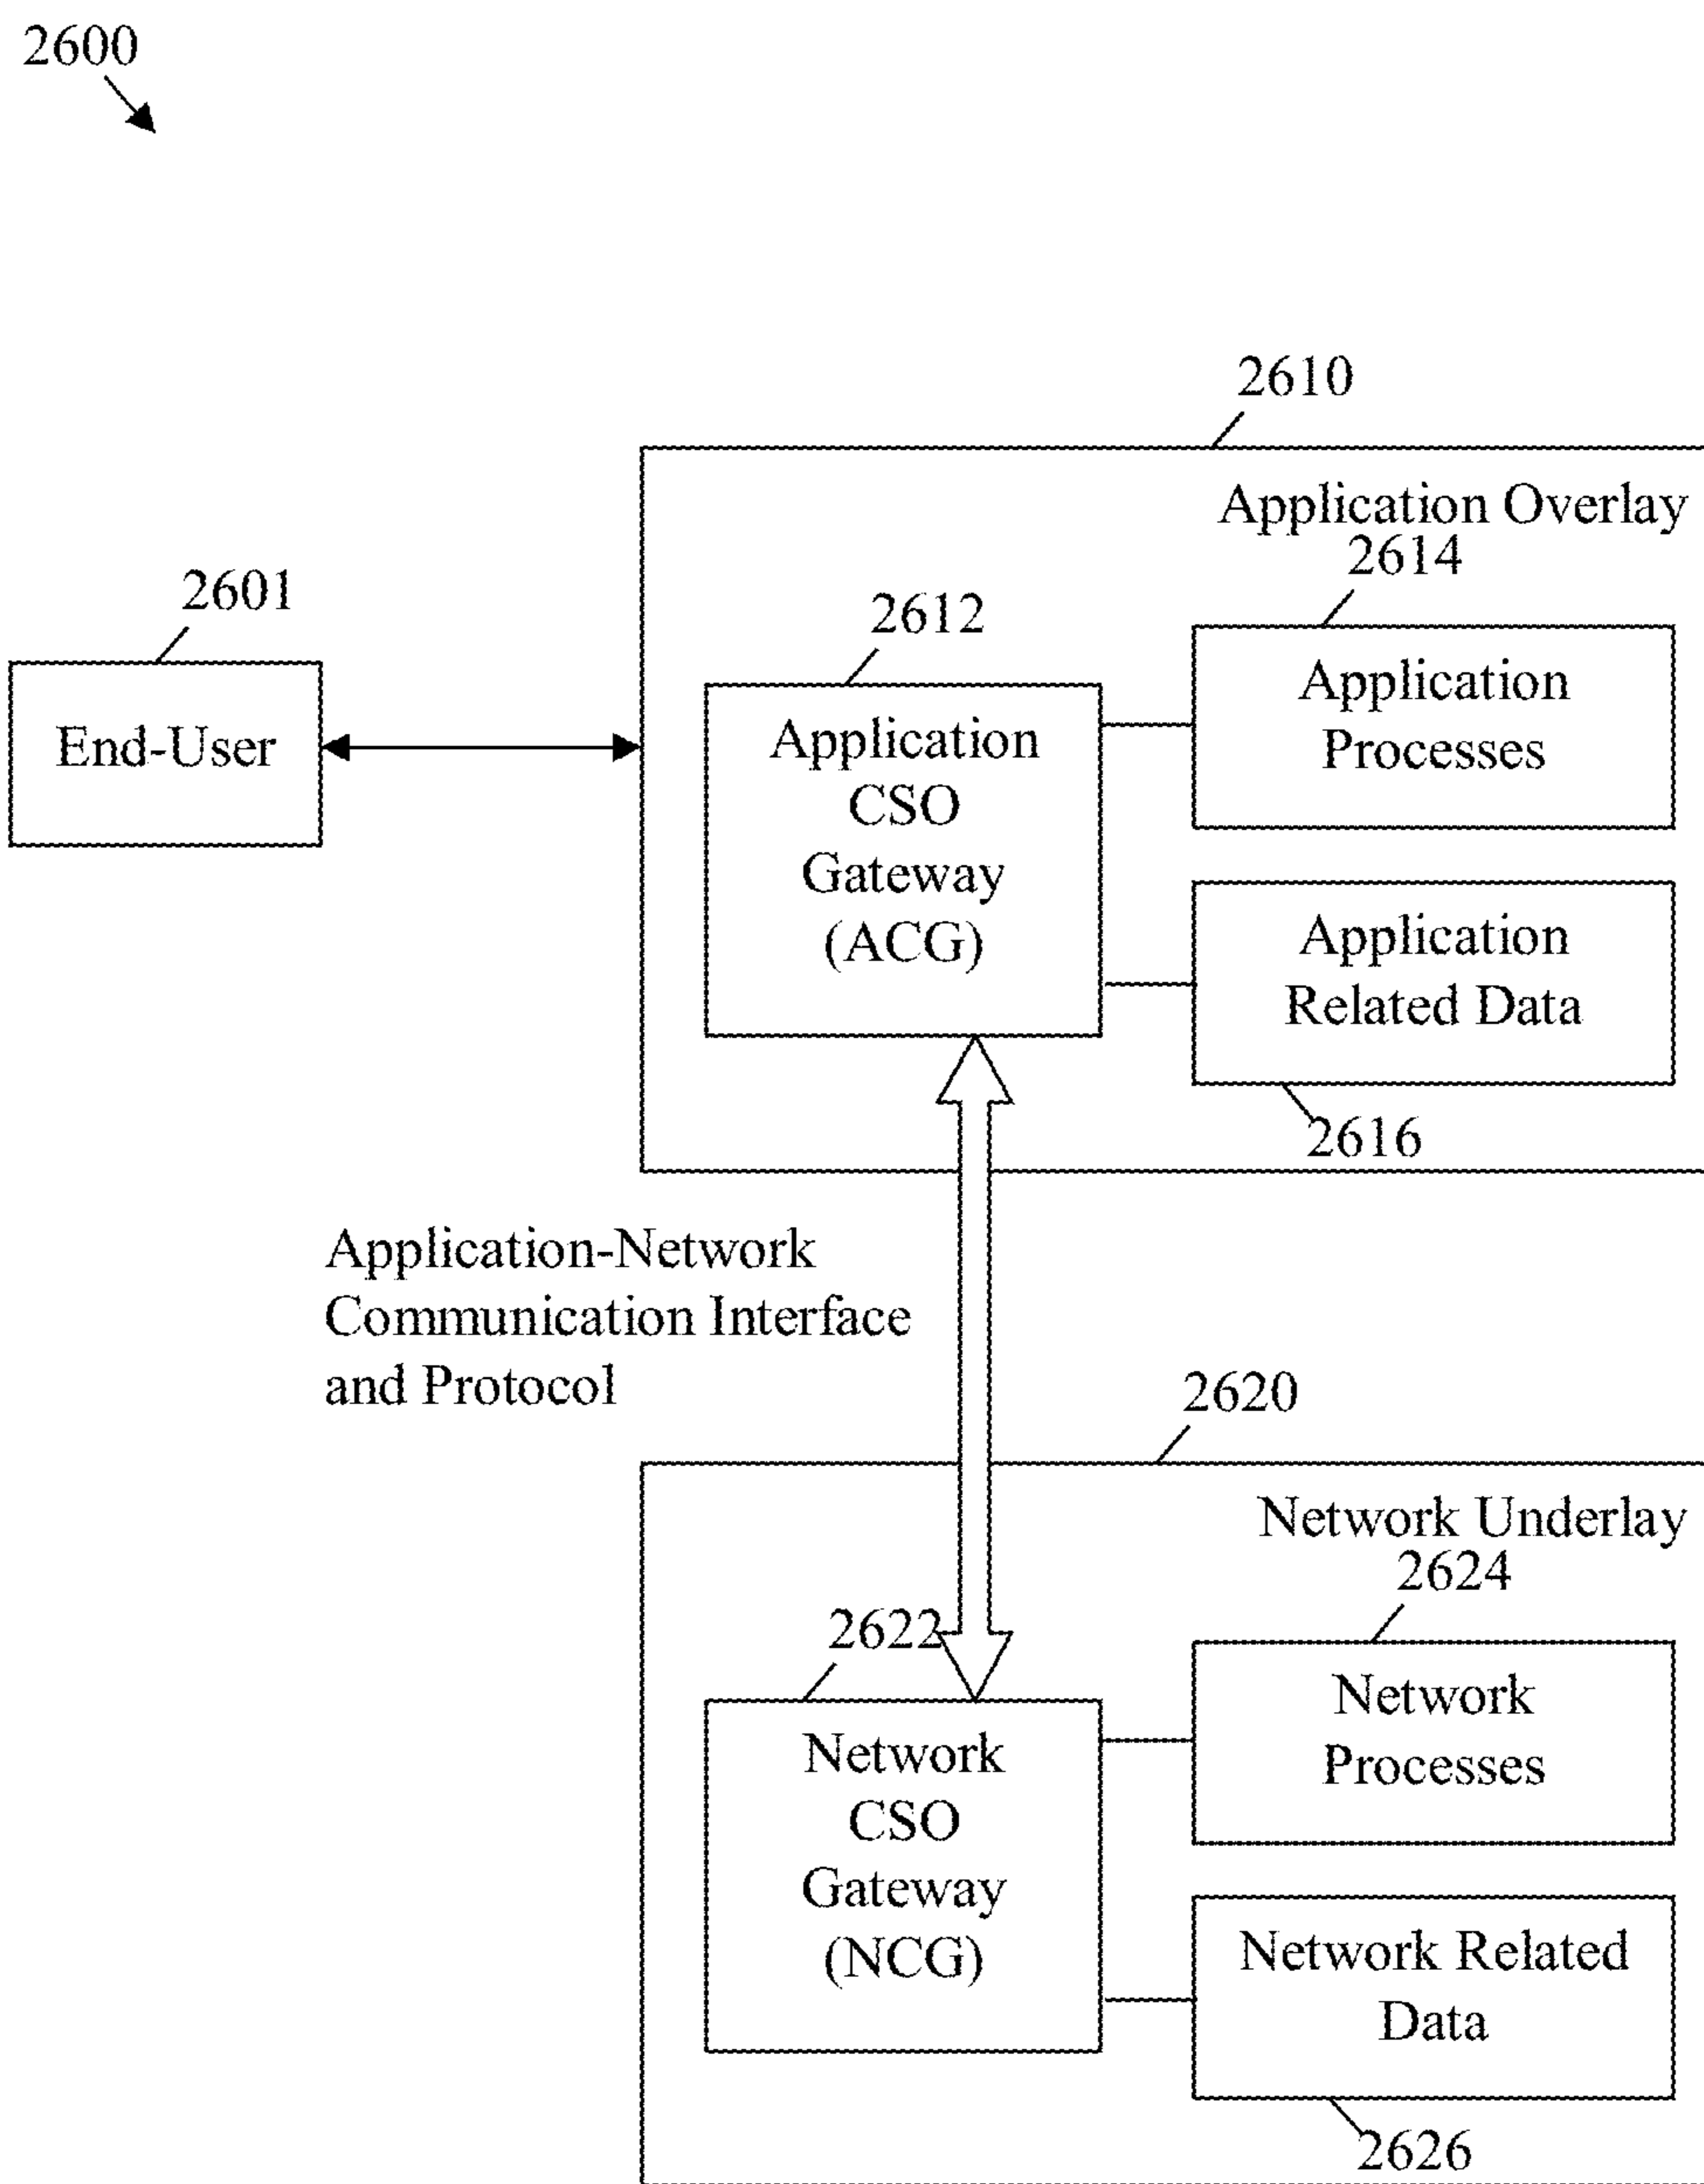 2600
2610
Application Overlay
2614
2601
2612
End-User
Application
CSO
Gateway
(ACG)
Application
Processes
Application
Related Data
2616
Application-Network
Communication Interface
and Protocol
2620
Network Underlay
2624
2622
Network
CSO
Gateway
(NCG)
Network
Processes
Network Related
Data
2626